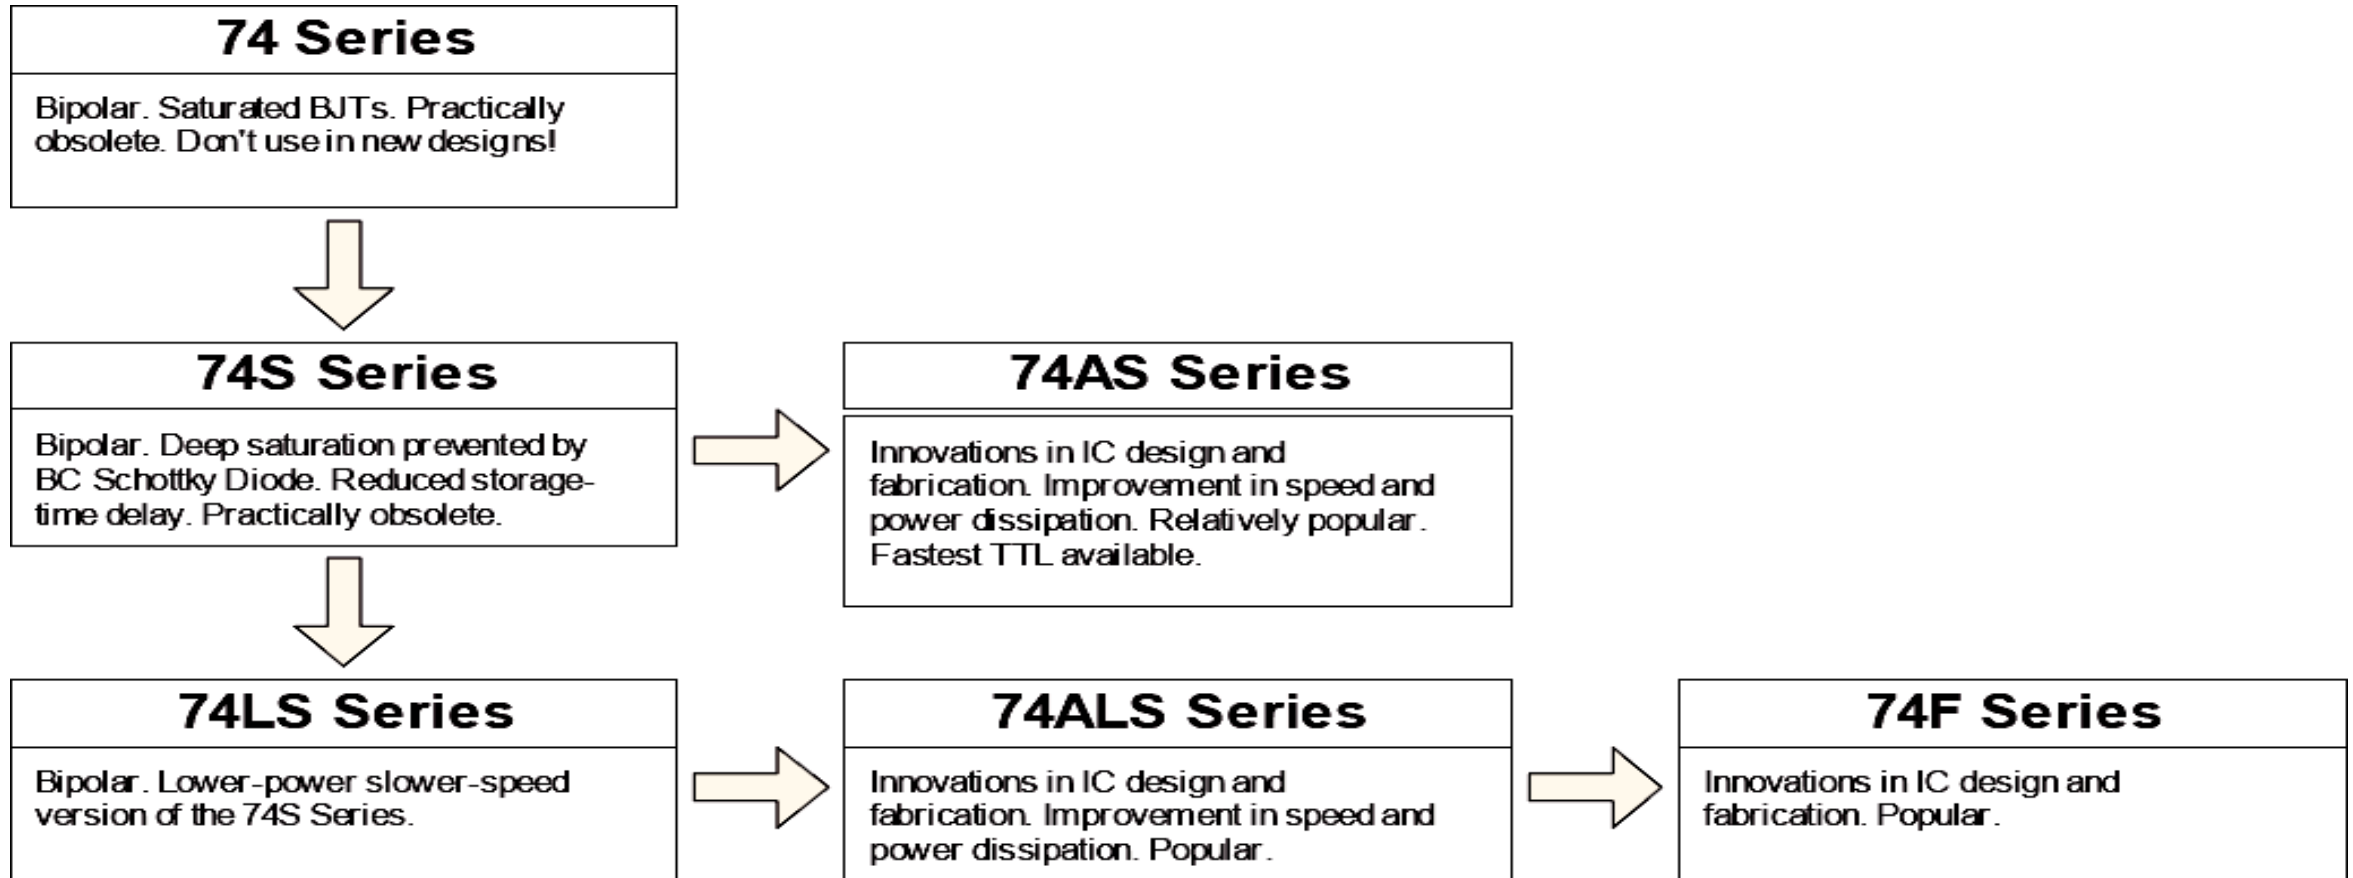 74 Series
Bipolar. Saturated BJTs. Practically
obsolete. Don't use in new designs!
74S Series
Bipolar. Deep saturation prevented by
BC Schottky Diode. Reduced storage-
time delay. Practically obsolete.
74AS Series
Innovations in IC design and
fabrication. Improvement in speed and
power dissipation. Relatively popular.
Fastest TTL available.
74LS Series
Bipolar. Lower-power slower-speed
version of the 74S Series.
74ALS Series
Innovations in IC design and
fabrication. Improvement in speed and
power dissipation. Popular.
74F Series
Innovations in IC design and
fabrication. Popular.